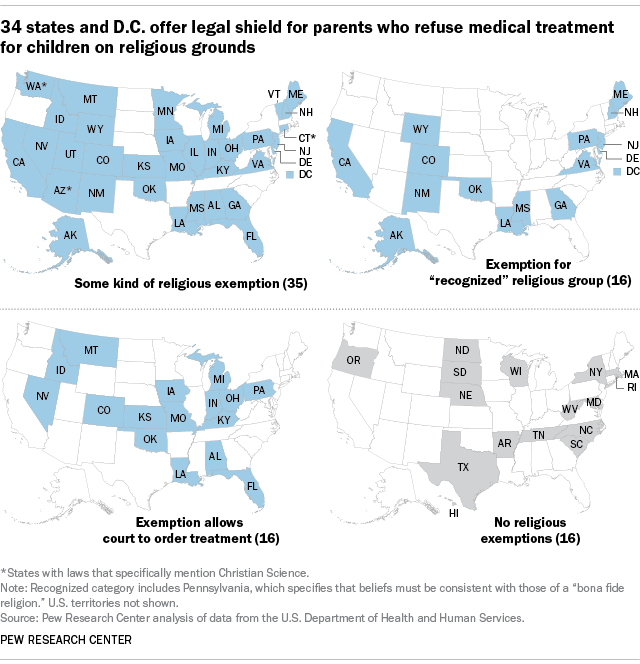 34 states and D.C. offer legal shield for parents who refuse medical treatment
for children on religious grounds
WA*
MT
ID
WY
NV
UT
CO
CA
AZ*
NM
AK
MN
IA
KS
MO
OK
IL
IN
MI
OH
KY
PA
VA
MS
AL
GA
LA
FL
VT
ME
NH
CT*
NJ
DE
DC
Some kind of religious exemption (35)
WY
CO
CA
NM
AK
OK
LA
MS
GA
PA
VA
ME
NH
NJ
DE
DC
Exemption for
“recognized” religious group (16)
MT
ID
NV
CO
KS
OK
IA
MO
LA
MI
IN
OH
KY
PA
AL
FL
Exemption allows
court to order treatment (16)
OR
ND
SD
NE
WI
TX
AR
TN
NY
MA
RI
WV
MD
NC
SC
HI
No religious
exemptions (16)
*States with laws that specifically mention Christian Science.
Note: Recognized category includes Pennsylvania, which specifies that beliefs must be consistent with those of a “bona fide
religion.” U.S. territories not shown.
Source: Pew Research Center analysis of data from the U.S. Department of Health and Human Services.
PEW RESEARCH CENTER